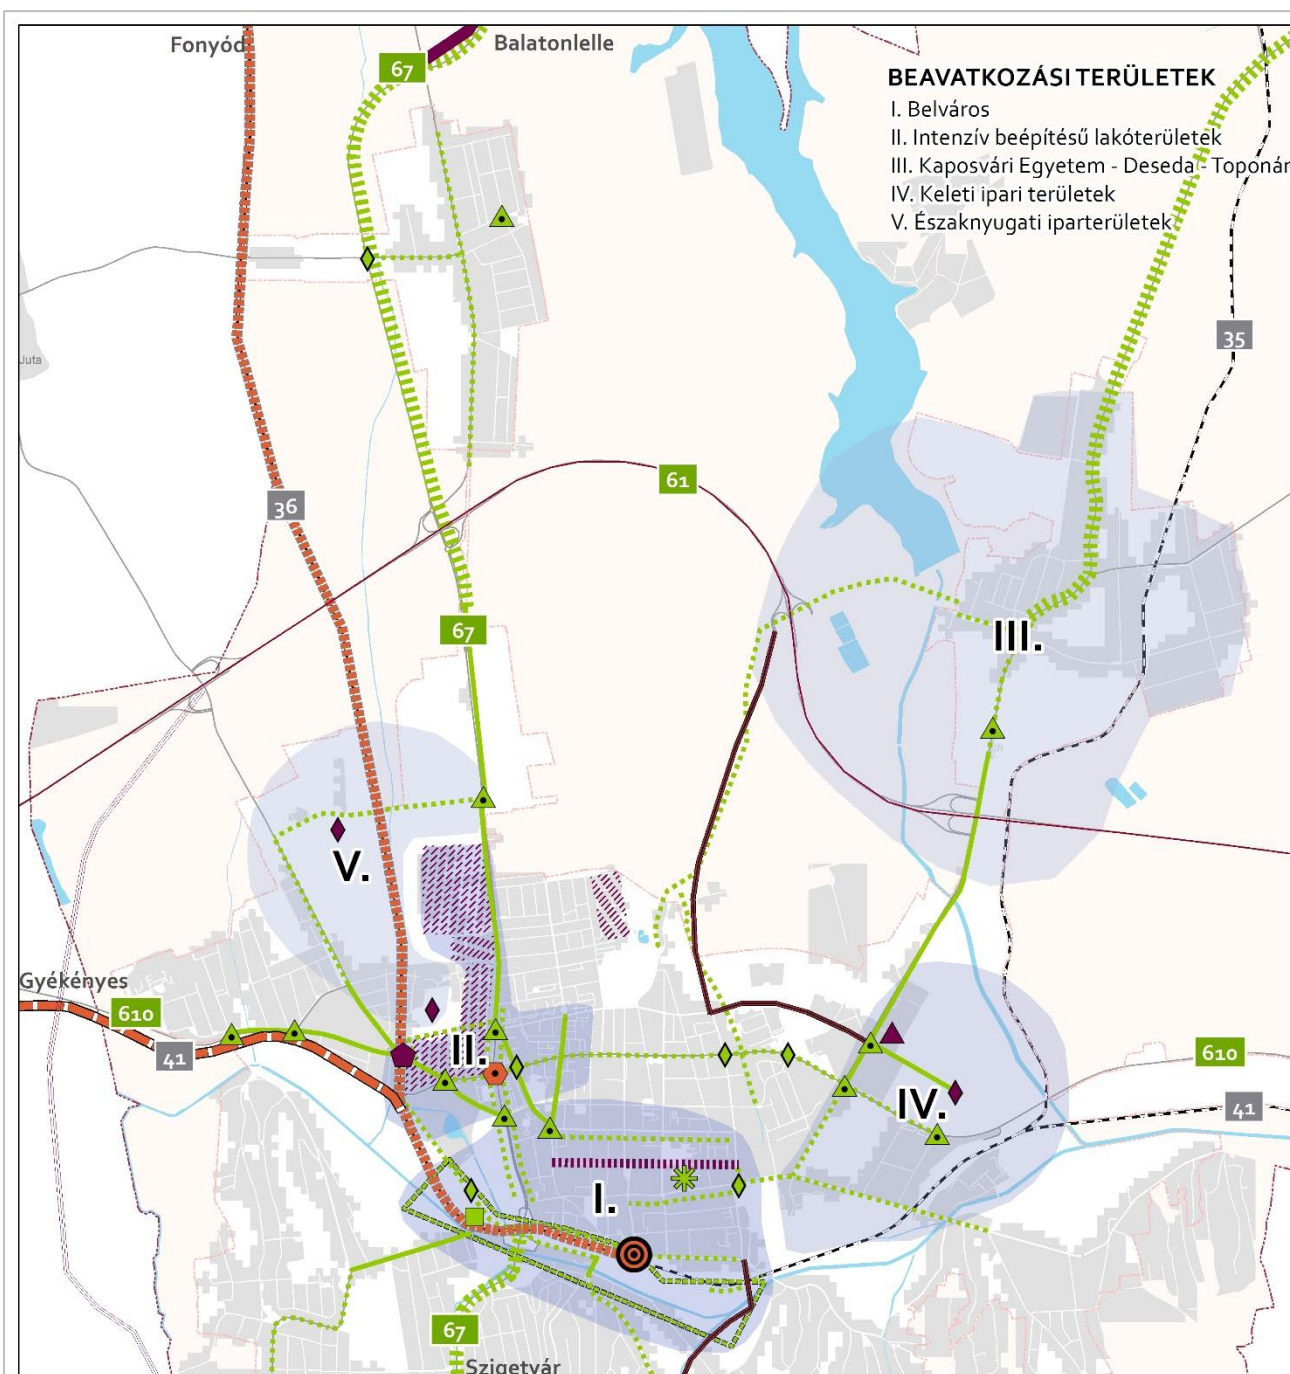 Fonyód
Balatonlelle
67
BEAVATKOZÁSI TERÜLETEK
I. Belváros
II. Intenzív beépítésű lakóterületek
III. Kaposvári Egyetem - Deseda - Toponár
IV. Keleti ipari területek
V. Északnyugati iparterületek
35
Juta
61
36
67
III.
V.
Gyékényes
610
41
II.
610
IV.
41
I.
67
Szigetvár